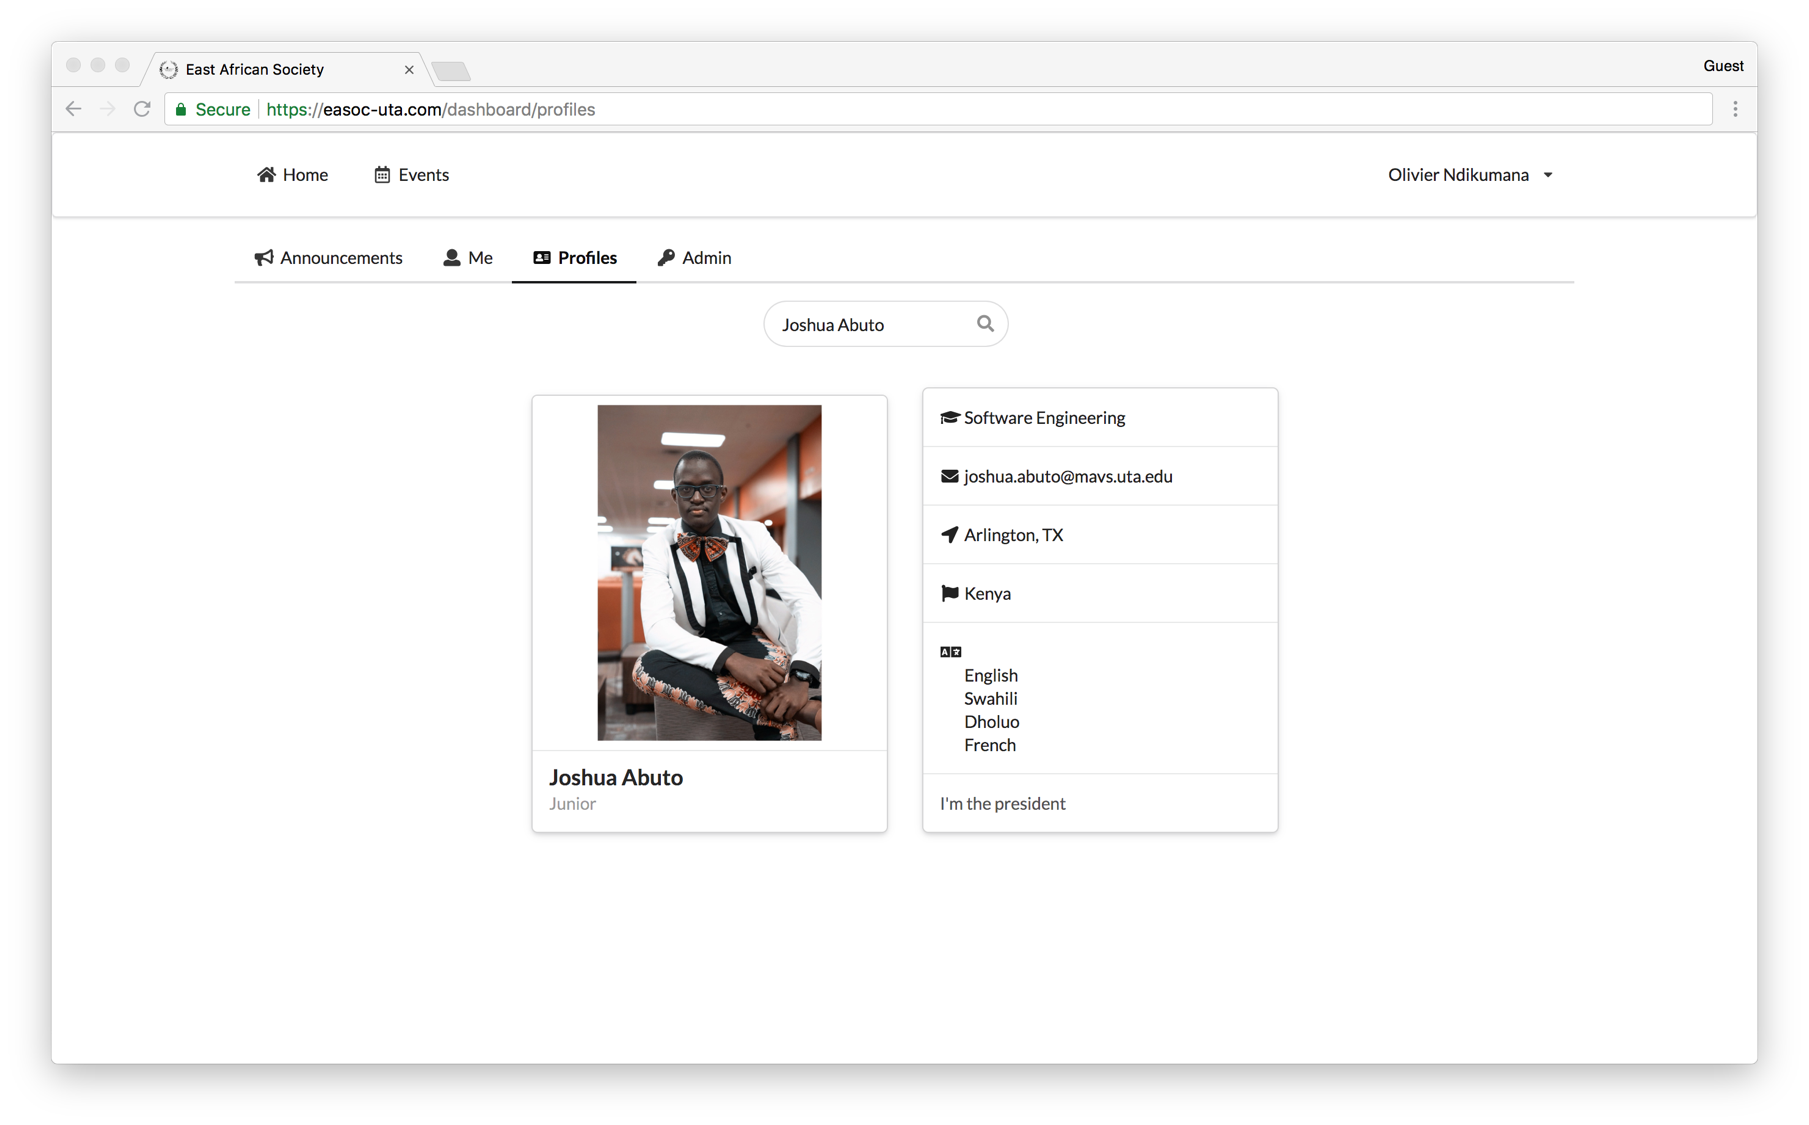 East African Society
Guest
Secure https://easoc-uta.com/dashboard/profiles
Home Events Olivier Ndikumana
Announcements Me Profiles Admin
Joshua Abuto
Software Engineering
joshua.abuto@mavs.uta.edu
Arlington, TX
Kenya
English
Swahili
Dholuo
French
I'm the president
Joshua Abuto
Junior